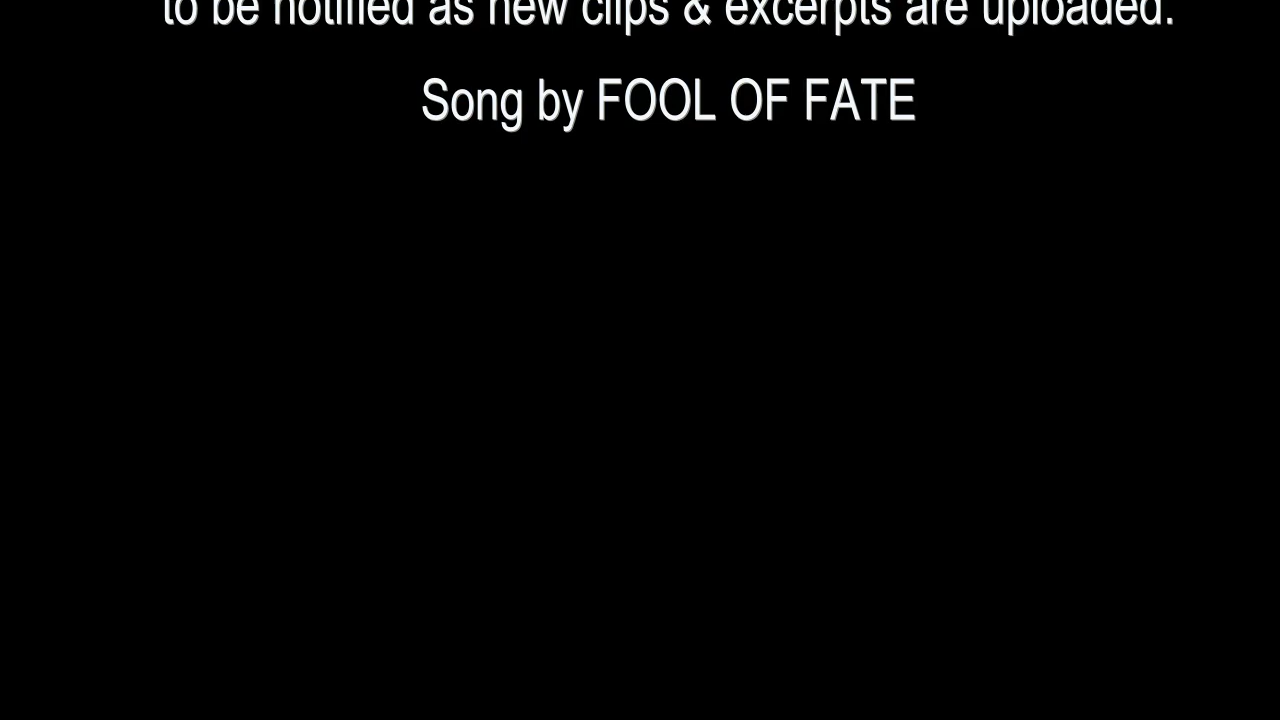 to be notified as new clips & excerpts are uploaded.
Song by FOOL OF FATE